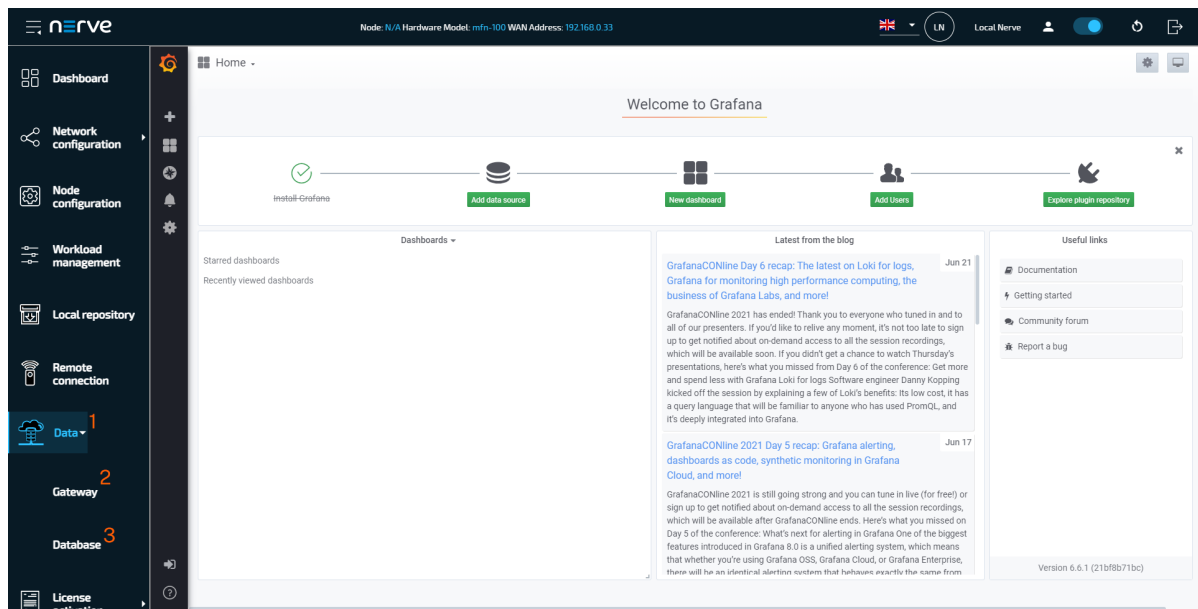 nerve
Node: N/A Hardware Model: mfn-100 WAN Address: 192.168.0.33
LN
Local Nerve
Dashboard
Network
configuration
Node
configuration
Workload
management
Local repository
Remote
connection
Data
1
Gateway
2
Database
3
License
activation
Home
Welcome to Grafana
Install Grafana
Add data source
New dashboard
Add Users
Explore plugin repository
Dashboards
Starred dashboards
Recently viewed dashboards
Latest from the blog
GrafanaCONline Day 6 recap: The latest on Loki for logs,
Jun 21
Grafana for monitoring high performance computing, the
business of Grafana Labs, and more!
GrafanaCONline 2021 has ended! Thank you to everyone who tuned in and to
all of our presenters. If you'd like to relive any moment, it's not too late to sign
up to get notified about on-demand access to all the session recordings,
which will be available soon. If you didn't get a chance to watch Thursday's
presentations, here's what you missed from Day 6 of the conference: Get more
and spend less with Grafana Loki for logs Software engineer Danny Kopping
kicked off the session by explaining a few of Loki's benefits: Its low cost, it has
a query language that will be familiar to anyone who has used PromQL, and
it's deeply integrated into Grafana.
GrafanaCONline 2021 Day 5 recap: Grafana alerting,
Jun 17
dashboards as code, synthetic monitoring in Grafana
Cloud, and more!
GrafanaCONline 2021 is still going strong and you can tune in live (for free!) or
sign up to get notified about on-demand access to all the session recordings,
which will be available after GrafanaCONline ends. Here's what you missed on
Day 5 of the conference: What's next for alerting in Grafana One of the biggest
features introduced in Grafana 8.0 is a unified alerting system, which means
that whether you're using Grafana OSS, Grafana Cloud, or Grafana Enterprise,
there will be an identical alerting system that behaves exactly the same from
Useful links
Documentation
Getting started
Community forum
Report a bug
Version 6.6.1 (21bf8b71bc)